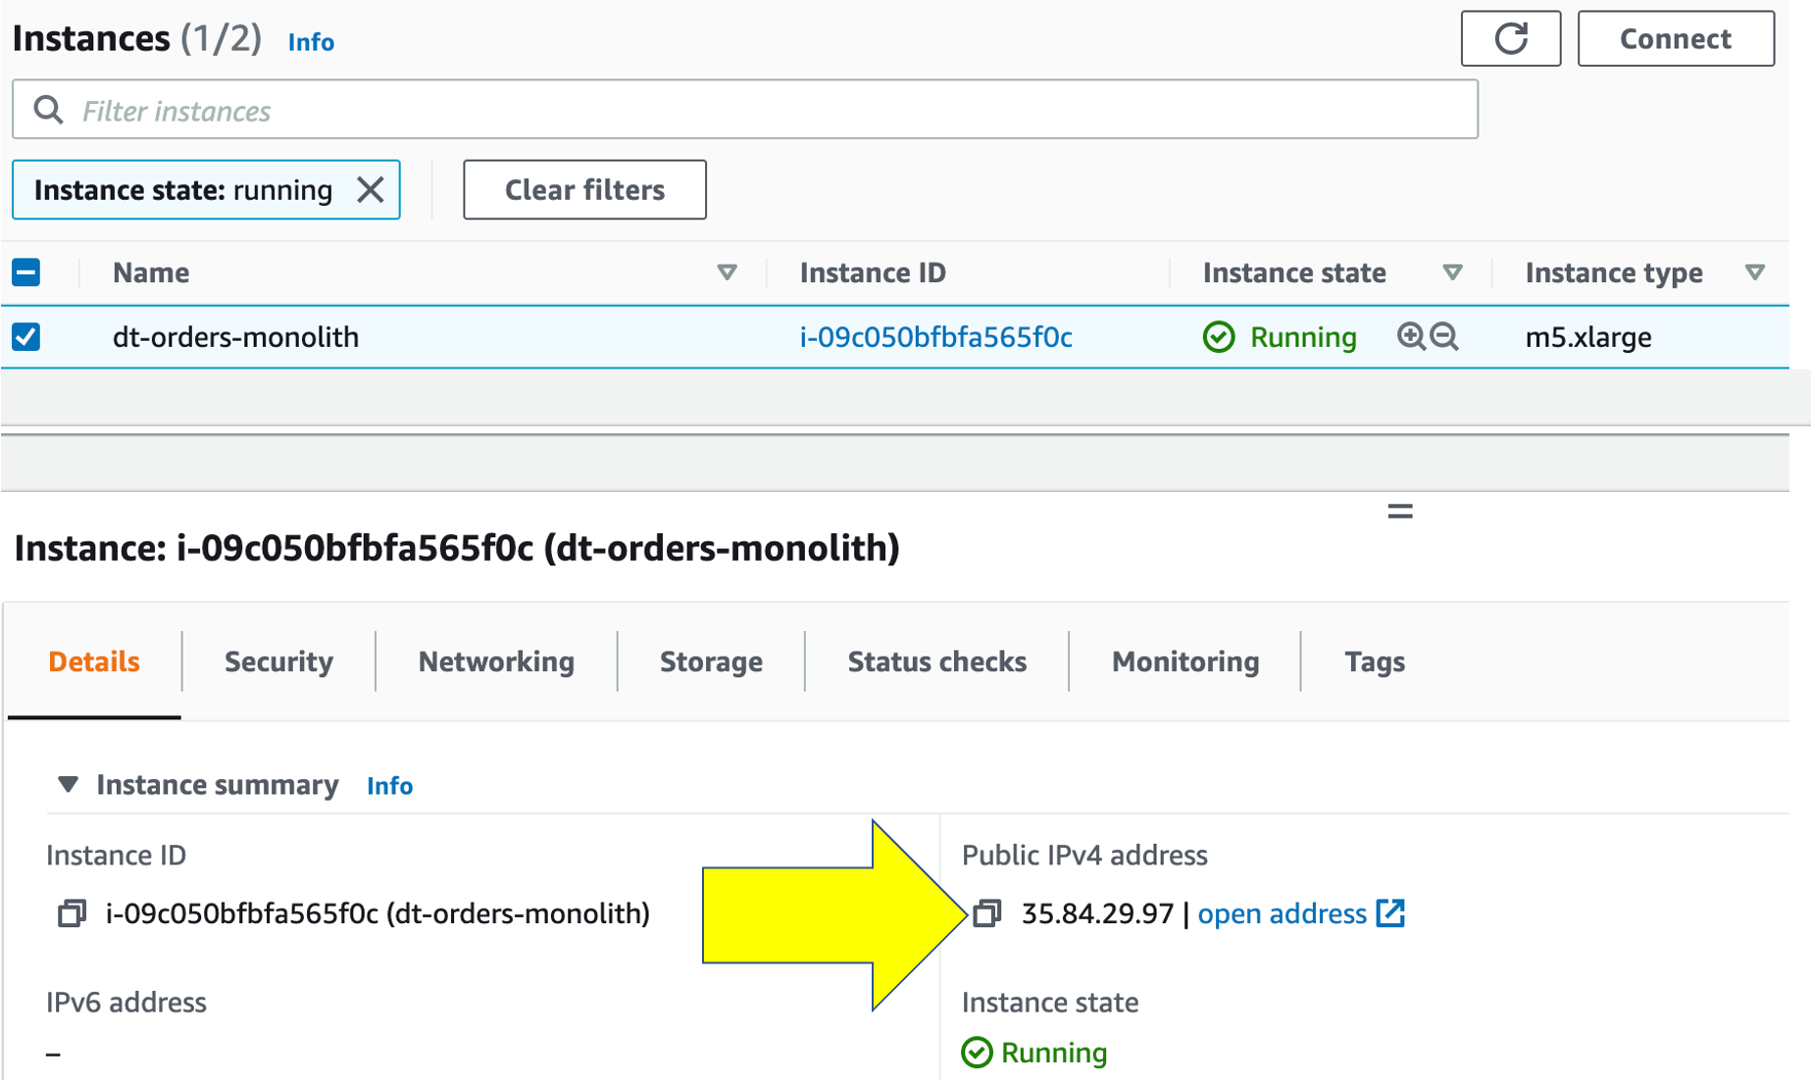 Instances (1/2) Info Connect
Filter instances
Instance state: running Clear filters
Name Instance ID Instance state Instance type
dt-orders-monolith i-09c050bfbfa565f0c Running m5.xlarge
Instance: i-09c050bfbfa565f0c (dt-orders-monolith)
Details Security Networking Storage Status checks Monitoring Tags
Instance summary Info
Instance ID Public IPv4 address
i-09c050bfbfa565f0c (dt-orders-monolith) 35.84.29.97 | open address
IPv6 address Instance state
– Running